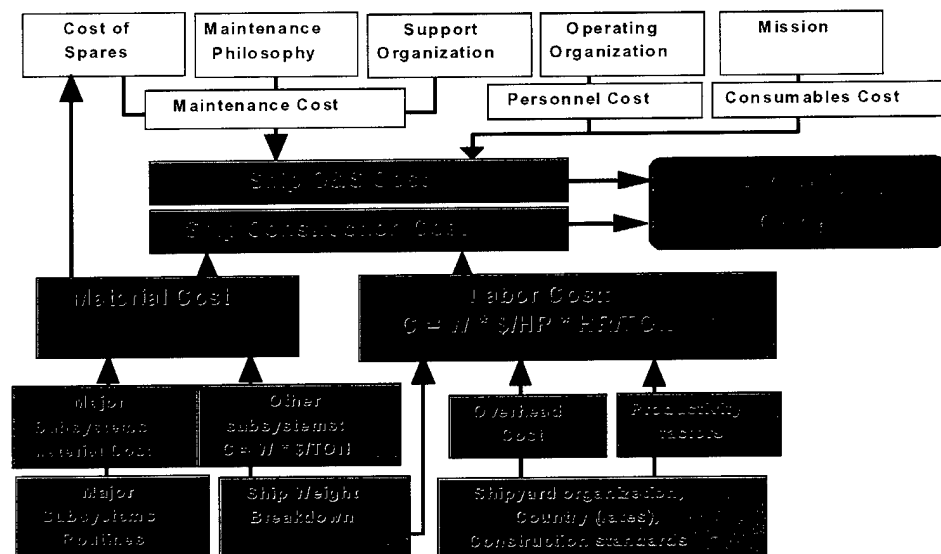 Cost of
Spares
Maintenance
Philosophy
Support
Organization
Operating
Organization
Mission
Maintenance Cost
Personnel Cost
Consumables Cost
Ship O&S Cost
Ship Construction Cost
Material Cost
Labor Cost:
C = W * $/HR * HR/TON
Major
Subsystems
Material Cost
Other
subsystems:
C = W * $/TON
Overhead
Cost
Productivity
factors
Major
Subsystems
Routines
Ship Weight
Breakdown
Shipyard organization,
Country (rates),
Construction standards